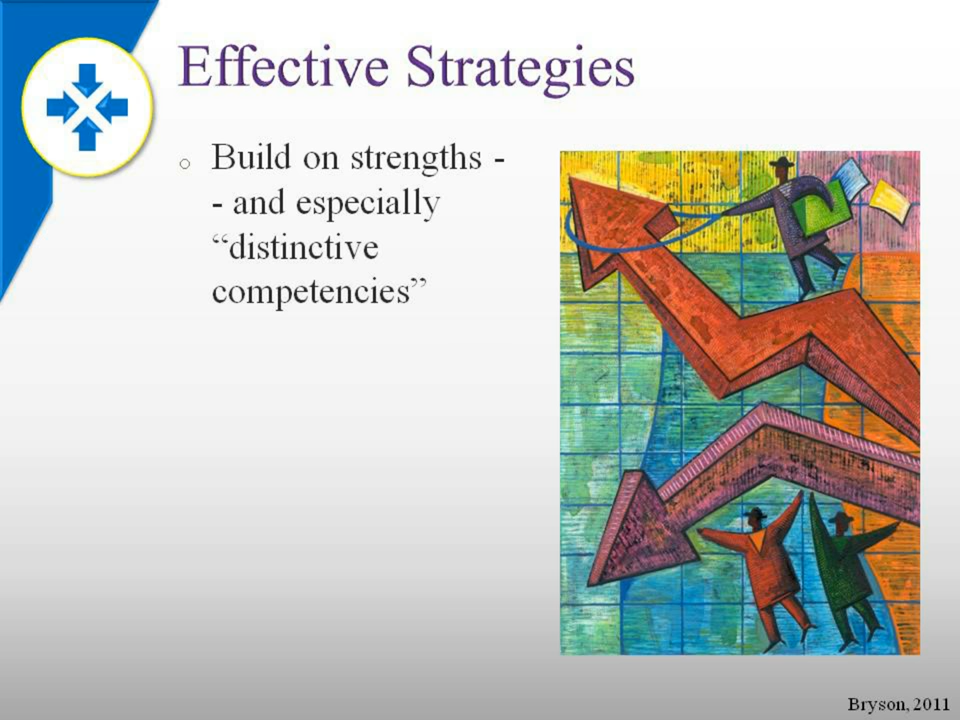 Effective Strategies
Build on strengths -
- and especially
“distinctive
competencies”
Bryson, 2011